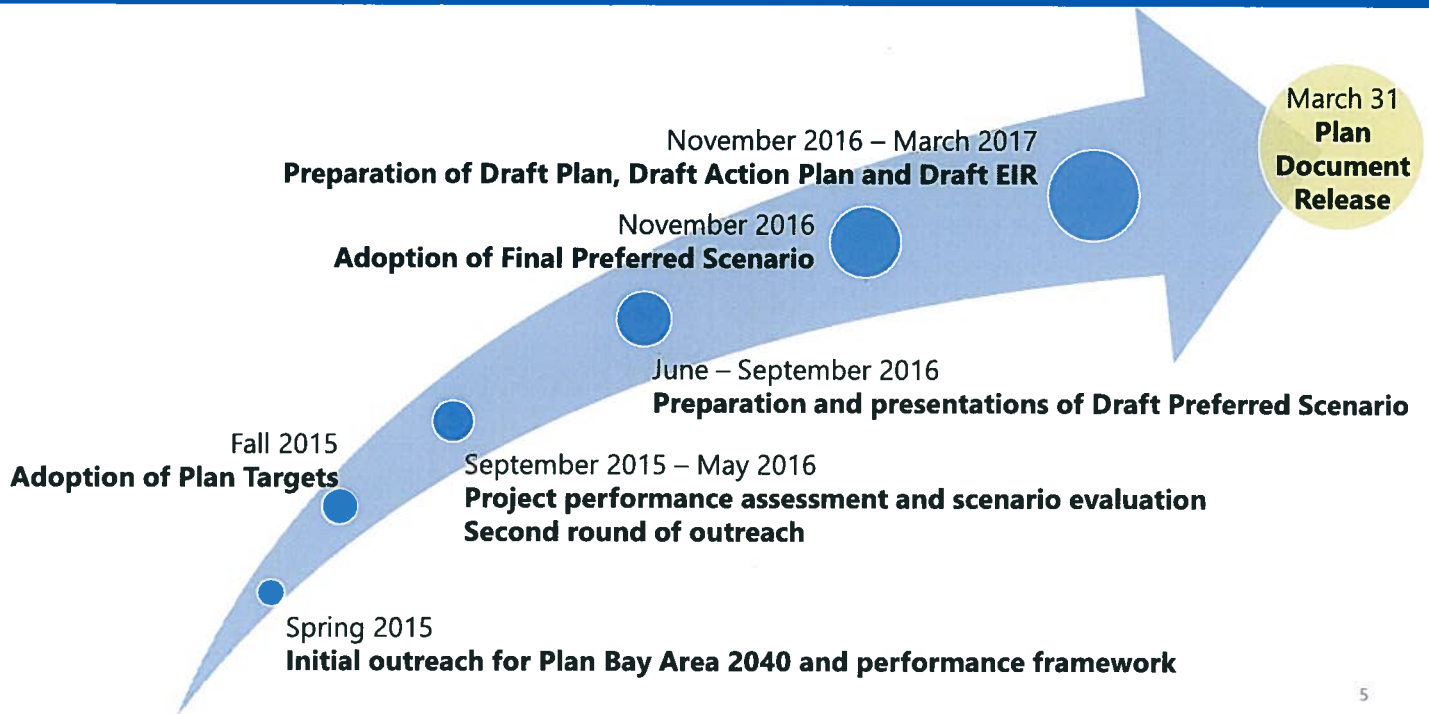 March 31
Plan
Document
Release
November 2016 – March 2017
Preparation of Draft Plan, Draft Action Plan and Draft EIR
November 2016
Adoption of Final Preferred Scenario
June – September 2016
Preparation and presentations of Draft Preferred Scenario
Fall 2015
Adoption of Plan Targets
September 2015 – May 2016
Project performance assessment and scenario evaluation
Second round of outreach
Spring 2015
Initial outreach for Plan Bay Area 2040 and performance framework
5